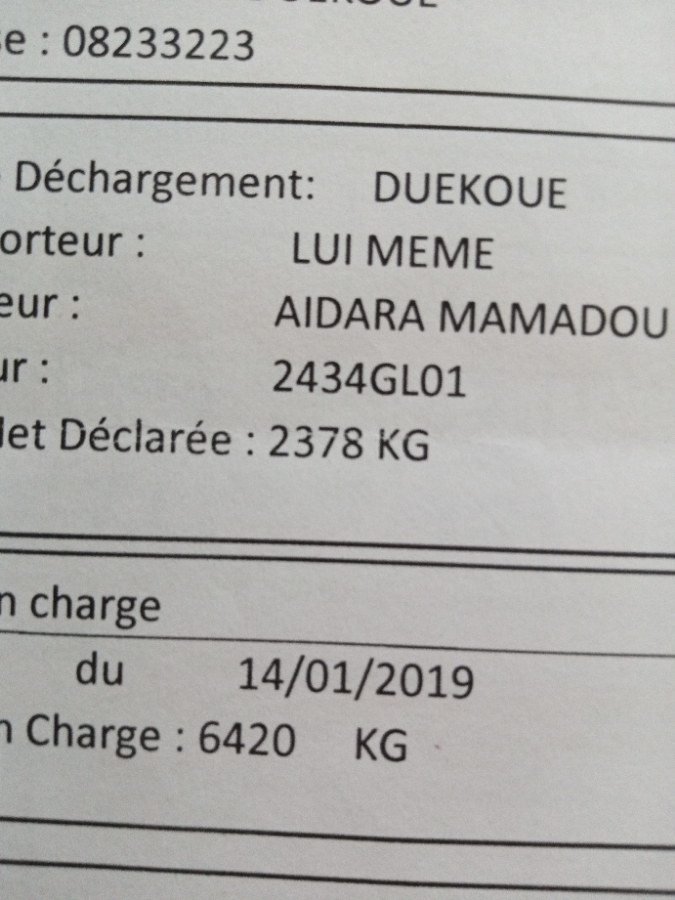 e : 08233223
Déchargement: DUEKOUE
orteur : LUI MEME
eur : AIDARA MAMADOU
ur : 2434GL01
et Déclarée : 2378 KG
n charge
du 14/01/2019
n Charge : 6420 KG